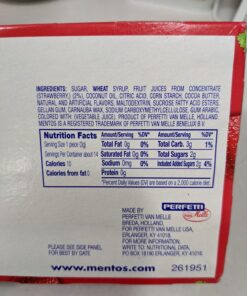 INGREDIENTS: SUGAR, WHEAT SYRUP, FRUIT JUICES FROM CONCENTRATE
(STRAWBERRY) (2%), COCONUT OIL, CITRIC ACID, CORN STARCH, COCOA BUTTER,
NATURAL AND ARTIFICIAL FLAVORS, MALTODEXTRIN, SUCROSE FATTY ACID ESTERS,
GELLAN GUM, CARNAUBA WAX, SODIUM CARBOXYMETHYLCELLULOSE, GUM ARABIC,
COLORED WITH (VEGETABLE JUICE). PRODUCT OF PERFETTI VAN MELLE, HOLLAND.
MENTOS IS A REGISTERED TRADEMARK OF PERFETTI VAN MELLE BENELUX B.V.
Nutrition Facts
Serving Size 1 piece
Servings Per Container about 14
Calories
Calories from fat 0
Amount/Serving %DV*
Total Fat 0g 0%
Saturated Fat 0g 0%
Sodium 0mg 0%
Protein 0g
Amount/Serving %DV*
Total Carb. 3g 1%
Total Sugars 2g
Included Added Sugars 2g 4%
*Percent Daily Values (DV) are based on a 2,000 calorie diet.
PERFETTI
van Melle
MADE BY
PERFETTI VAN MELLE
BREDA, HOLLAND.
FOR PERFETTI VAN MELLE USA,
ERLANGER, KY 41018.
FOR MORE INFORMATION,
WRITE TO: NUTRITIONAL DATA,
PO BOX 18190 ERLANGER, KY 41018
PLEASE SEE SIDE PANEL
FOR BEST BY DATE
www.mentos.com
261951